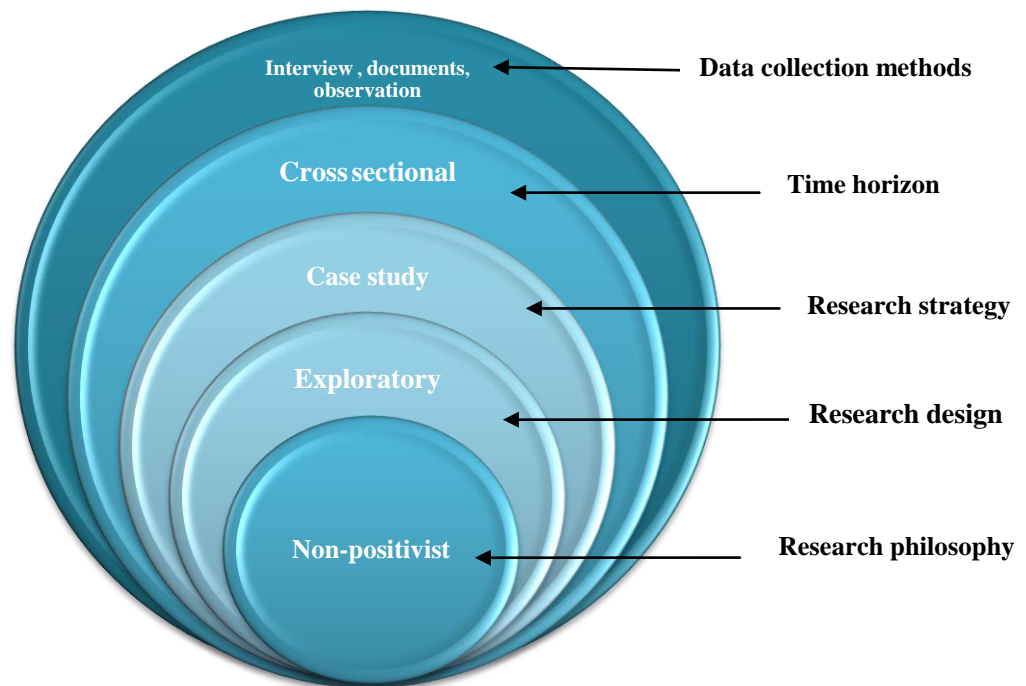 Interview , documents,
observation
Data collection methods
Cross sectional
Time horizon
Case study
Research strategy
Exploratory
Research design
Non-positivist
Research philosophy